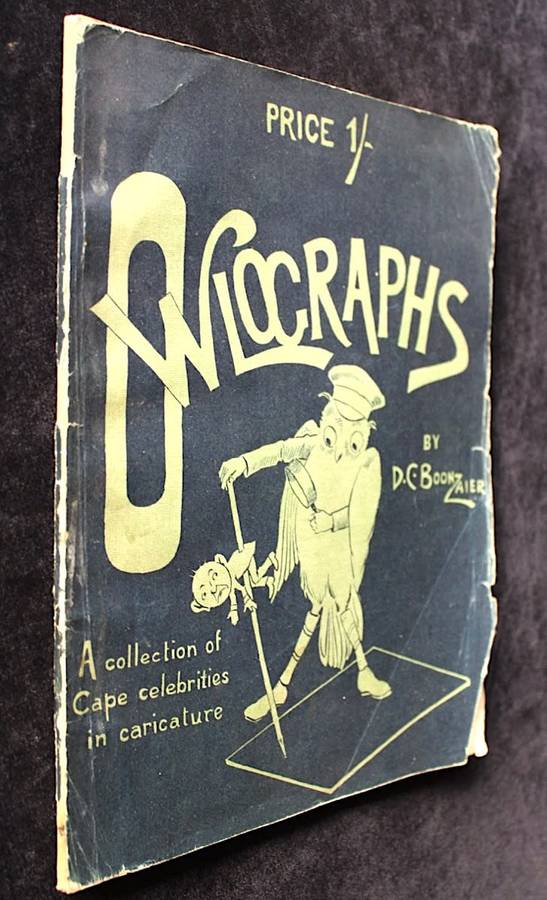 PRICE 1/-
OWLOGRAPHS
BY
D.C. BOONZAIER
A collection of
Cape celebrities
in caricature